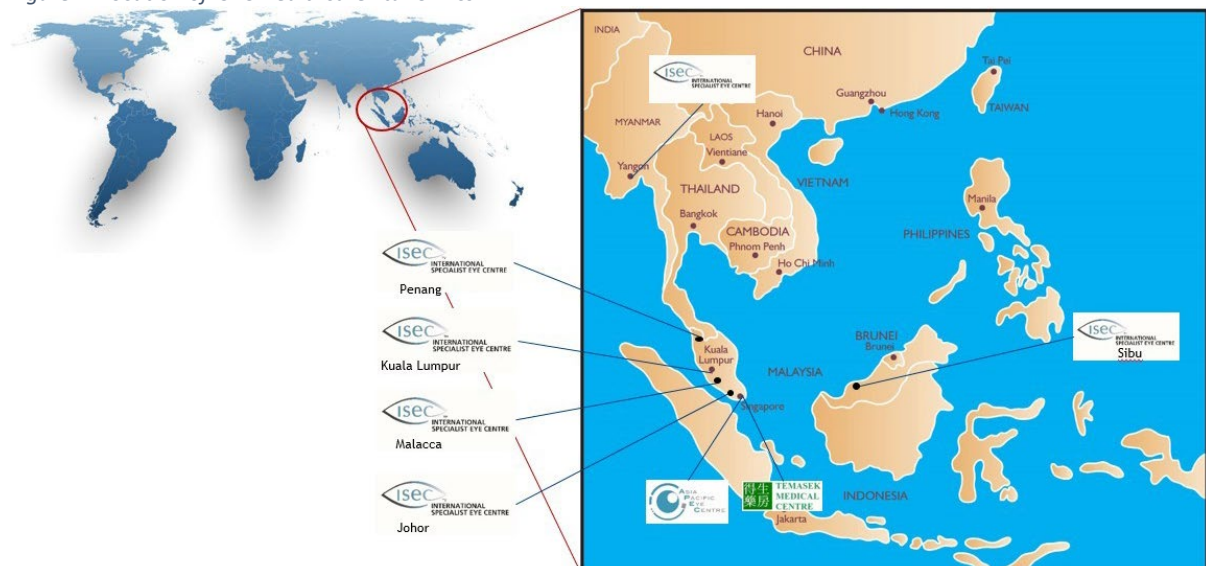 INDIA
CHINA
ISEC
INTERNATIONAL
SPECIALIST EYE CENTRE
Tai Pei
TAIWAN
Guangzhou
Hong Kong
MYANMAR
Hanoi
LAOS
Vientiane
Yangon
VIETNAM
THAILAND
Bangkok
CAMBODIA
Phnom Penh
Ho Chi Minh
Manila
PHILIPPINES
ISEC
INTERNATIONAL
SPECIALIST EYE CENTRE
Penang
ISEC
INTERNATIONAL
SPECIALIST EYE CENTRE
Kuala Lumpur
ISEC
INTERNATIONAL
SPECIALIST EYE CENTRE
Malacca
ISEC
INTERNATIONAL
SPECIALIST EYE CENTRE
Johor
Kuala
Lumpur
MALAYSIA
BRUNEI
Brunei
ISEC
INTERNATIONAL
SPECIALIST EYE CENTRE
Sibu
Singapore
ASIA
PACIFIC
EYE
CENTRE
得生
藥房
TEMASEK
MEDICAL
CENTRE
INDONESIA
Jakarta